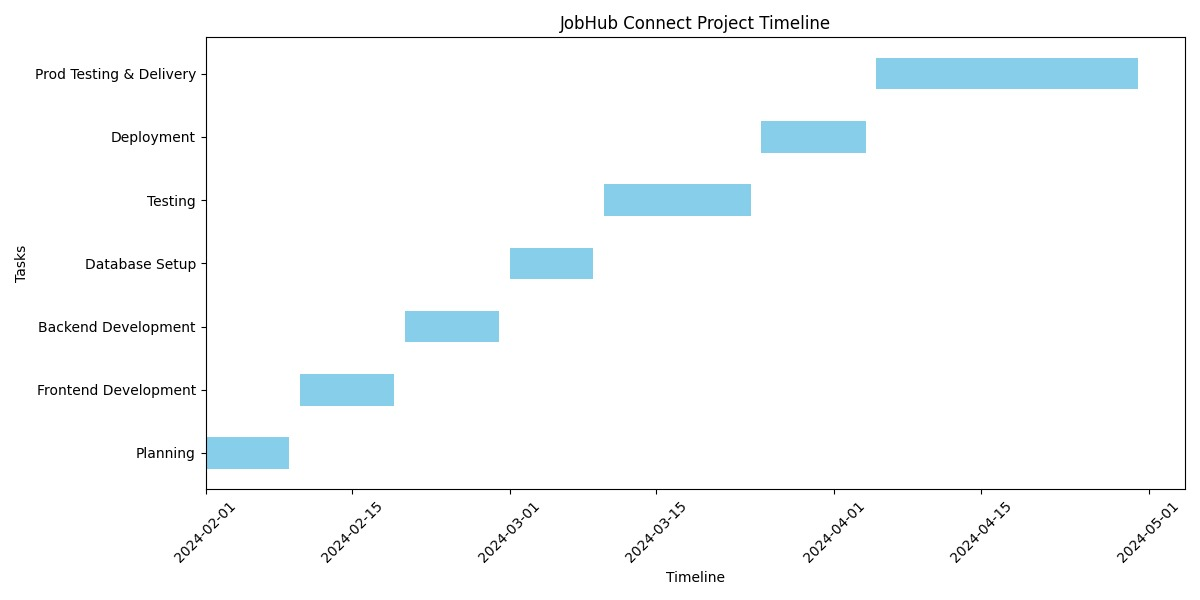 JobHub Connect Project Timeline
Prod Testing & Delivery
Deployment
Testing
Database Setup
Backend Development
Frontend Development
Planning
Tasks
2024-02-01
2024-02-15
2024-03-01
2024-03-15
2024-04-01
2024-04-15
2024-05-01
Timeline